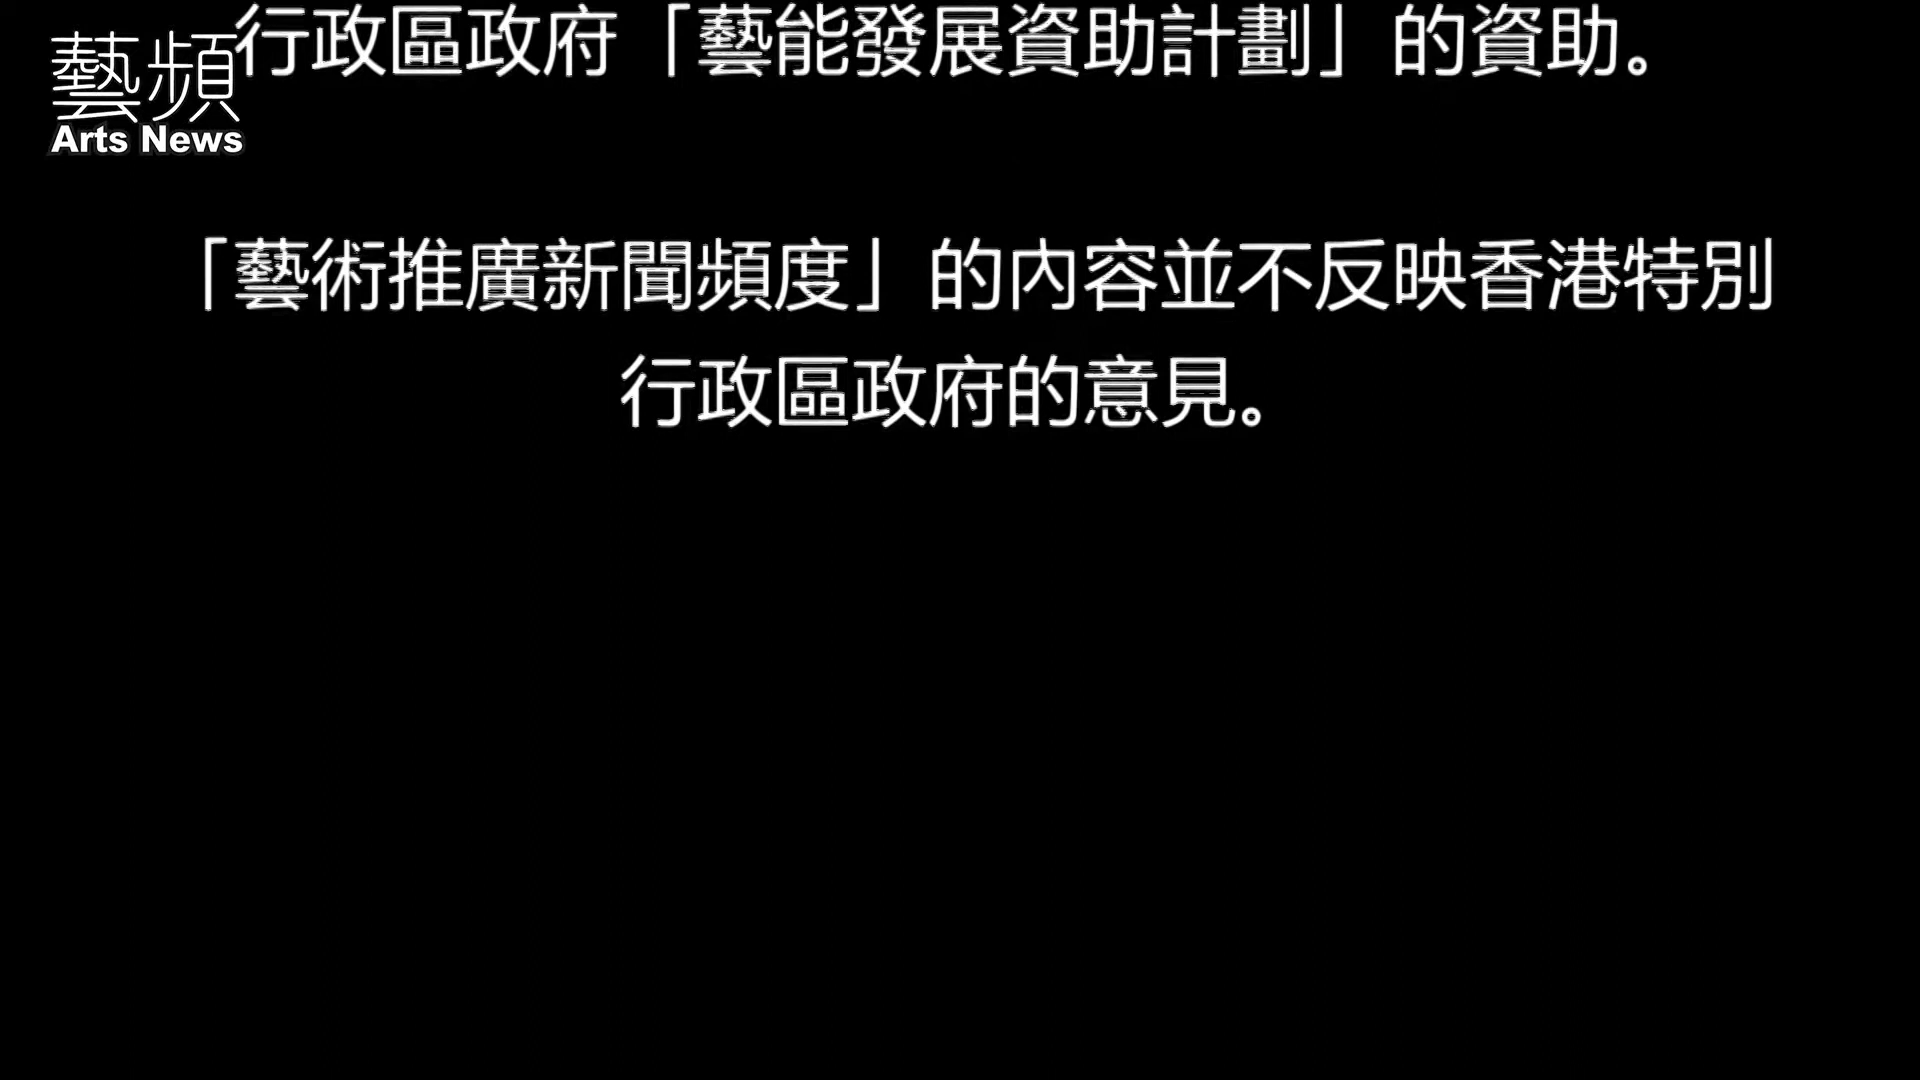 行政區政府「藝能發展資助計劃」的資助。
藝頻
Arts News
「藝術推廣新聞頻度」的內容並不反映香港特別
行政區政府的意見。